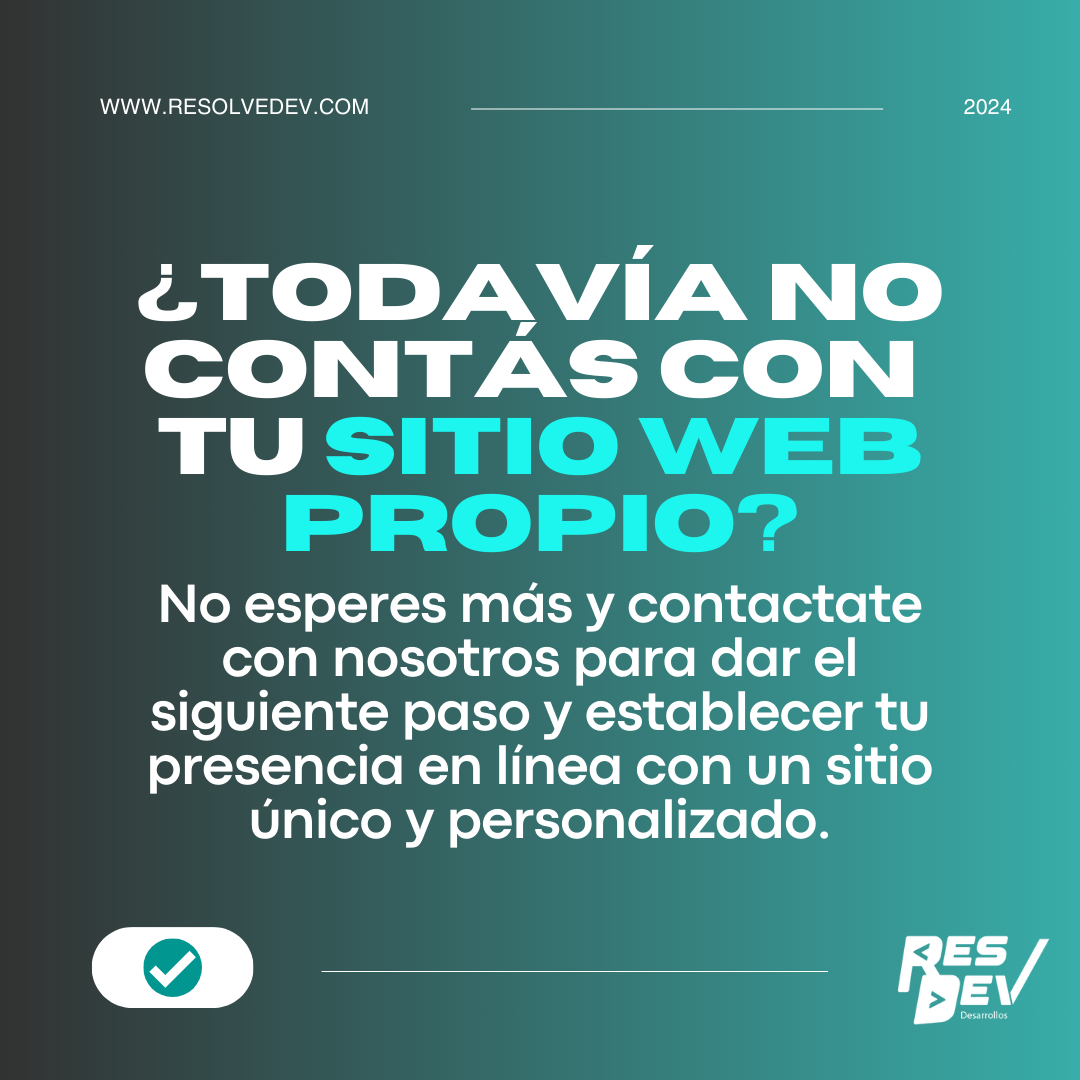 WWW.RESOLVEDEV.COM
2024
¿TODAVÍA NO
CONTÁS CON
TU SITIO WEB
PROPIO?
No esperes más y contactate
con nosotros para dar el
siguiente paso y establecer tu
presencia en línea con un sitio
único y personalizado.
RES
DEV
Desarrollos